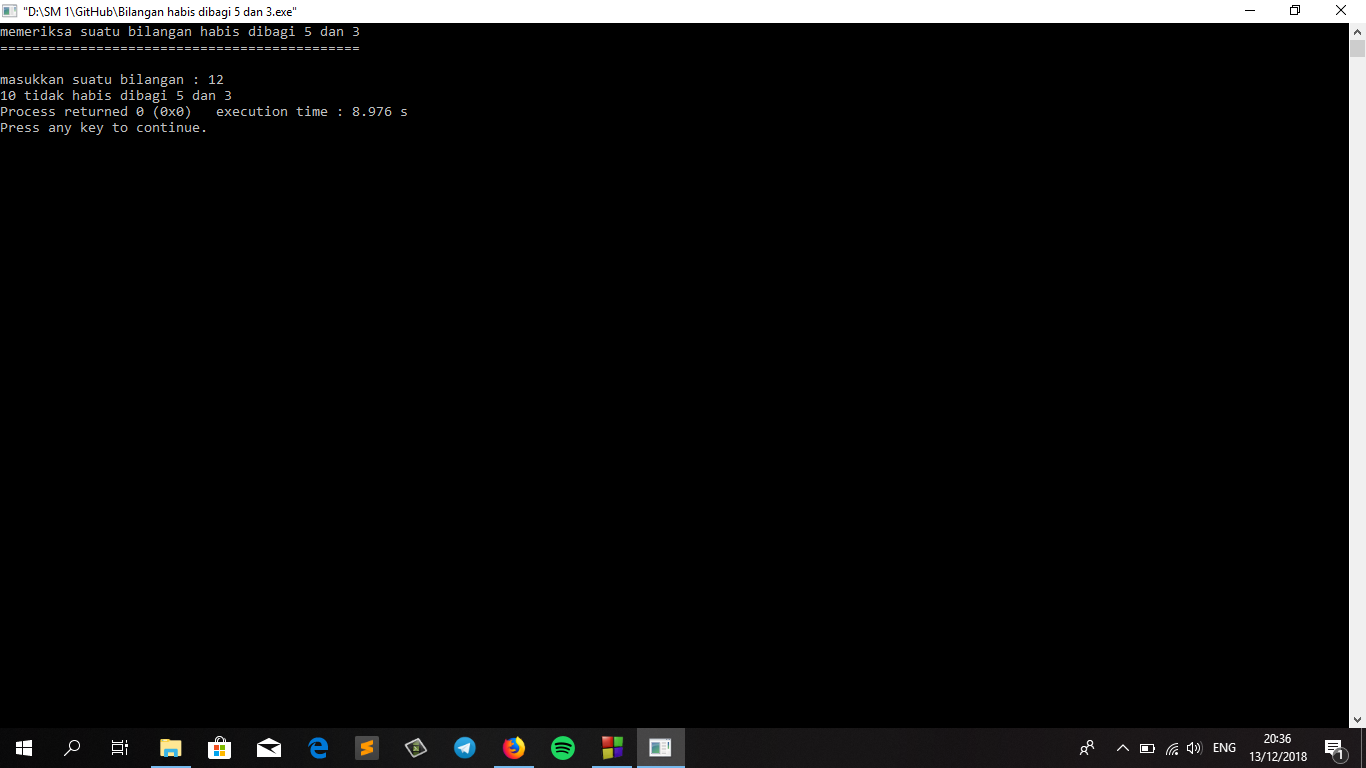 "D:\SM 1\GitHub\Bilangan habis dibagi 5 dan 3.exe"
memeriksa suatu bilangan habis dibagi 5 dan 3
=============================================
masukkan suatu bilangan : 12
10 tidak habis dibagi 5 dan 3
Process returned 0 (0x0)   execution time : 8.976 s
Press any key to continue.
ENG
20:36
13/12/2018
1